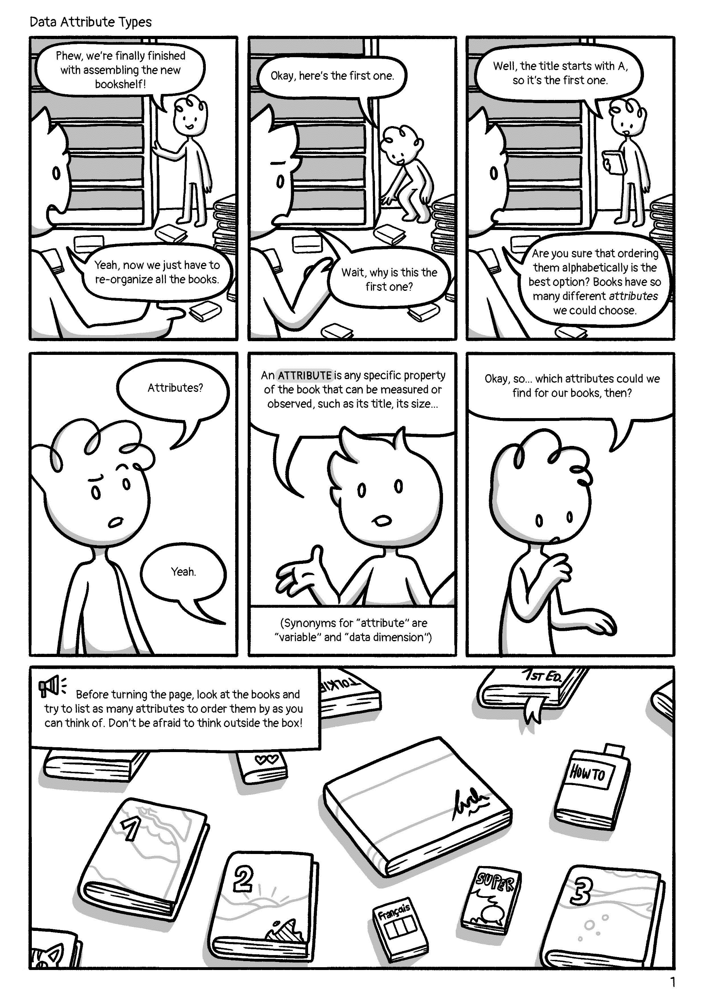 Data Attribute Types
Phew, we're finally finished
with assembling the new
bookshelf!
Yeah, now we just have to
re-organize all the books.
Okay, here's the first one.
Wait, why is this the
first one?
Well, the title starts with A,
so it's the first one.
Are you sure that ordering
them alphabetically is the
best option? Books have so
many different attributes
we could choose.
Attributes?
Yeah.
An ATTRIBUTE is any specific property
of the book that can be measured or
observed, such as its title, its size...
(Synonyms for "attribute" are
"variable" and "data dimension")
Okay, so... which attributes could we
find for our books, then?
Before turning the page, look at the books and
try to list as many attributes to order them by as you
can think of. Don't be afraid to think outside the box!
TOLKIE
1ST ED.
HOW TO
1
2
SUPER
3
Français
1